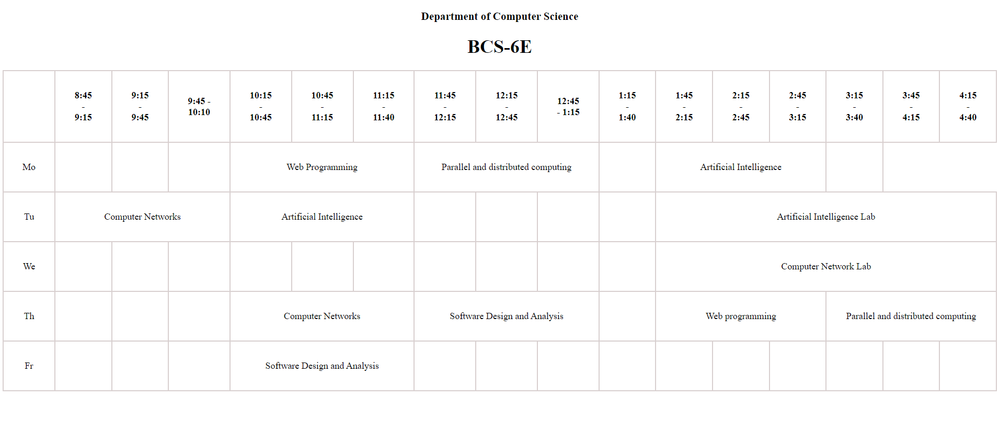 Department of Computer Science
BCS-6E
8:45 - 9:15 9:15 - 9:45 9:45 - 10:10 10:15 - 10:45 10:45 - 11:15 11:15 - 11:40 11:45 - 12:15 12:15 - 12:45 12:45 - 1:15 1:15 - 1:40 1:45 - 2:15 2:15 - 2:45 2:45 - 3:15 3:15 - 3:40 3:45 - 4:15 4:15 - 4:40
Mo Web Programming Parallel and distributed computing Artificial Intelligence
Tu Computer Networks Artificial Intelligence Artificial Intelligence Lab
We Computer Network Lab
Th Computer Networks Software Design and Analysis Web programming Parallel and distributed computing
Fr Software Design and Analysis